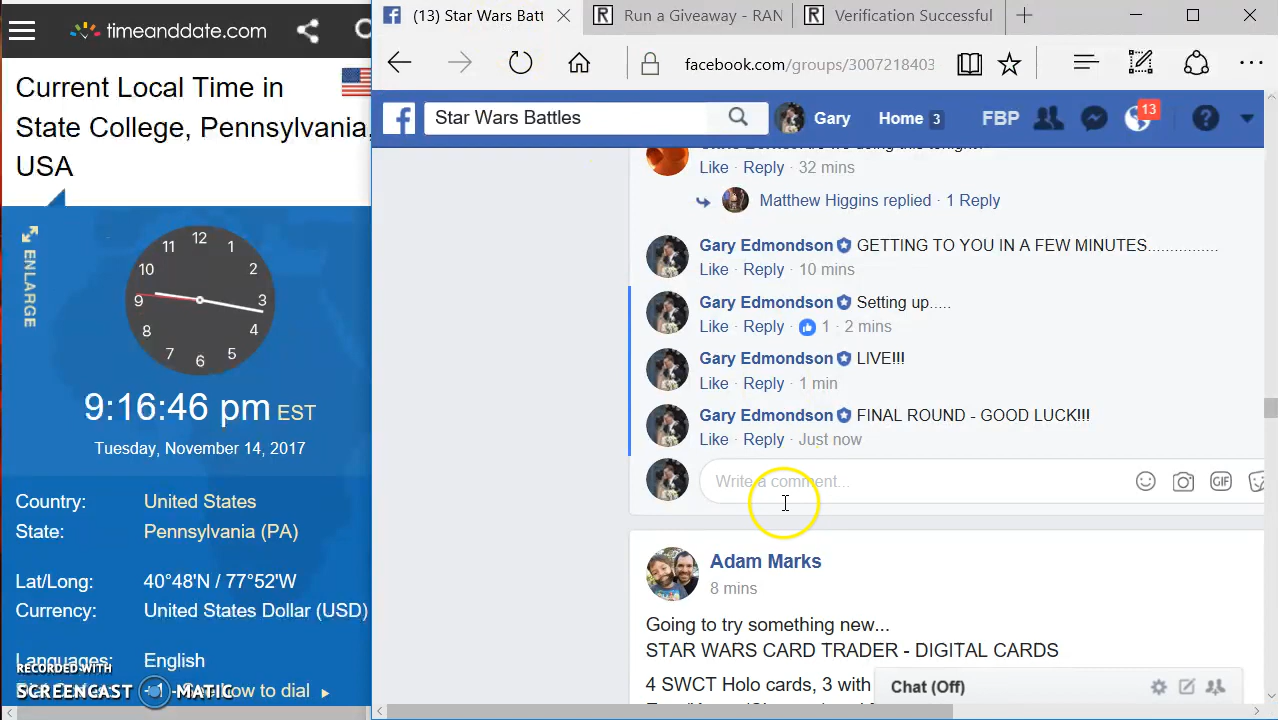 timeanddate.com
Current Local Time in
State College, Pennsylvania,
USA
ENLARGE
12
1
2
3
4
5
6
7
8
9
10
11
9:16:46 pm EST
Tuesday, November 14, 2017
Country: United States
State: Pennsylvania (PA)
Lat/Long: 40°48'N / 77°52'W
Currency: United States Dollar (USD)
Languages: English
how to dial
RECORDED WITH
SCREENCAST MATIC
(13) Star Wars Battl
Run a Giveaway - RAN
Verification Successful
facebook.com/groups/3007218403
Star Wars Battles
Gary
Home 3
FBP
13
Like · Reply · 32 mins
Matthew Higgins replied · 1 Reply
Gary Edmondson GETTING TO YOU IN A FEW MINUTES...............
Like · Reply · 10 mins
Gary Edmondson Setting up.....
Like · Reply · 1 · 2 mins
Gary Edmondson LIVE!!!
Like · Reply · 1 min
Gary Edmondson FINAL ROUND - GOOD LUCK!!!
Like · Reply · Just now
Write a comment...
GIF
Adam Marks
8 mins
Going to try something new...
STAR WARS CARD TRADER - DIGITAL CARDS
4 SWCT Holo cards, 3 with
Chat (Off)